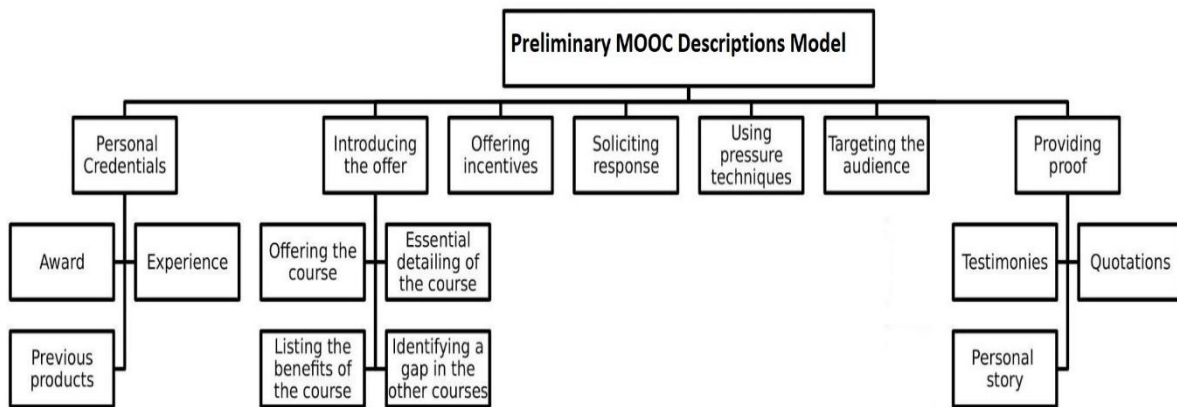 Preliminary MOOC Descriptions Model
Personal
Credentials
Introducing
the offer
Offering
incentives
Soliciting
response
Using
pressure
techniques
Targeting the
audience
Providing
proof
Award
Experience
Offering the
course
Essential
detailing of
the course
Testimonies
Quotations
Previous
products
Listing the
benefits of
the course
Identifying a
gap in the
other courses
Personal
story